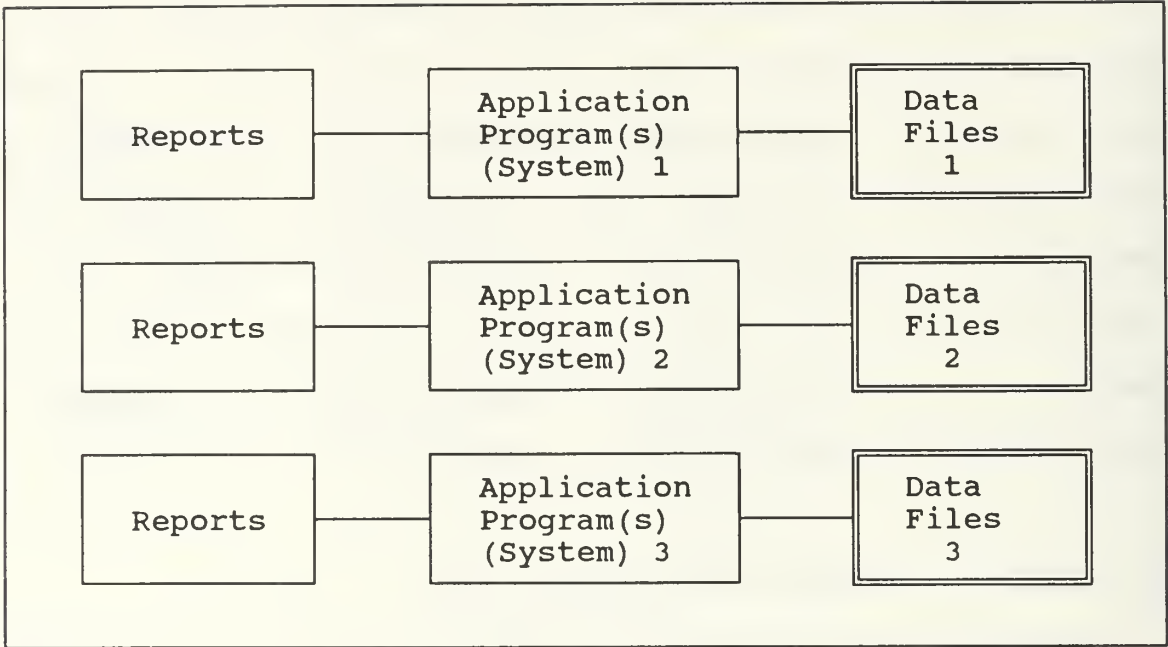 Reports
Application
Program(s)
(System) 1
Data
Files
1
Reports
Application
Program(s)
(System) 2
Data
Files
2
Reports
Application
Program(s)
(System) 3
Data
Files
3